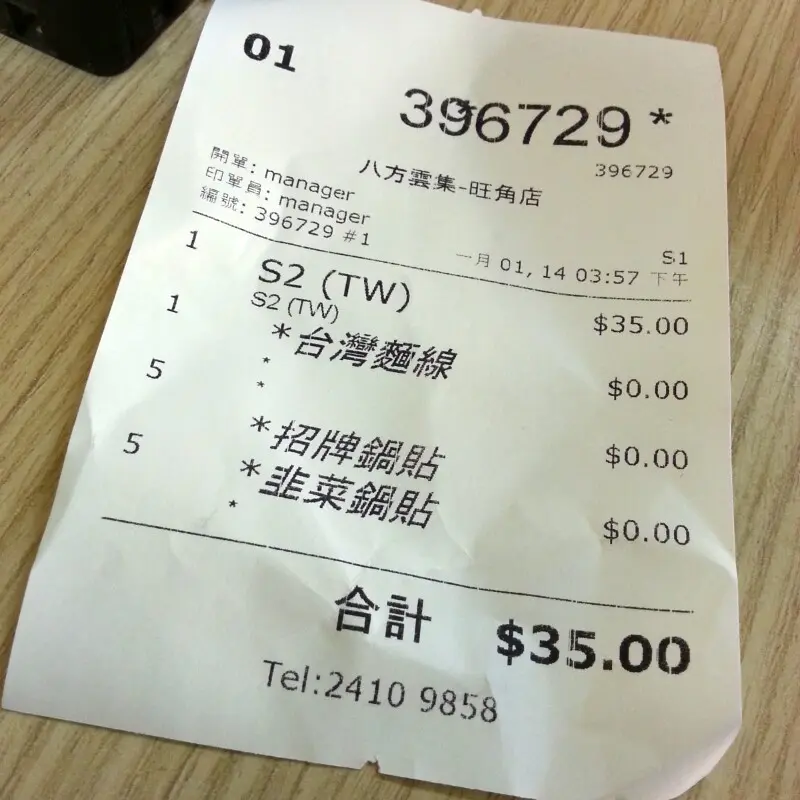 01
396729 *
396729
八方雲集-旺角店
開單: manager
印單員: manager
編號: 396729 #1
S1
一月 01, 14 03:57 下午
1 S2 (TW) $35.00
S2 (TW)
1 *台灣麵線 $0.00
*
5 *招牌鍋貼 $0.00
*
5 *韭菜鍋貼 $0.00
*
合計 $35.00
Tel:2410 9858